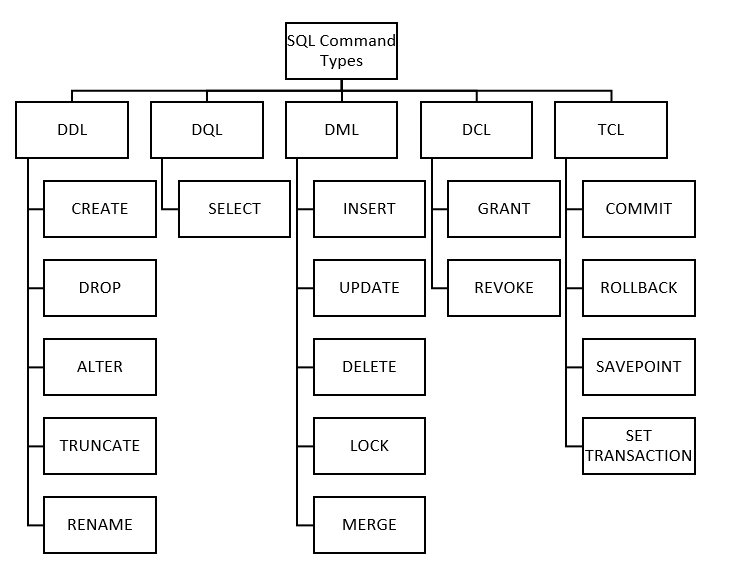 SQL Command
Types
DDL
DQL
DML
DCL
TCL
CREATE
SELECT
INSERT
GRANT
COMMIT
DROP
UPDATE
REVOKE
ROLLBACK
ALTER
DELETE
SAVEPOINT
TRUNCATE
LOCK
SET
TRANSACTION
RENAME
MERGE